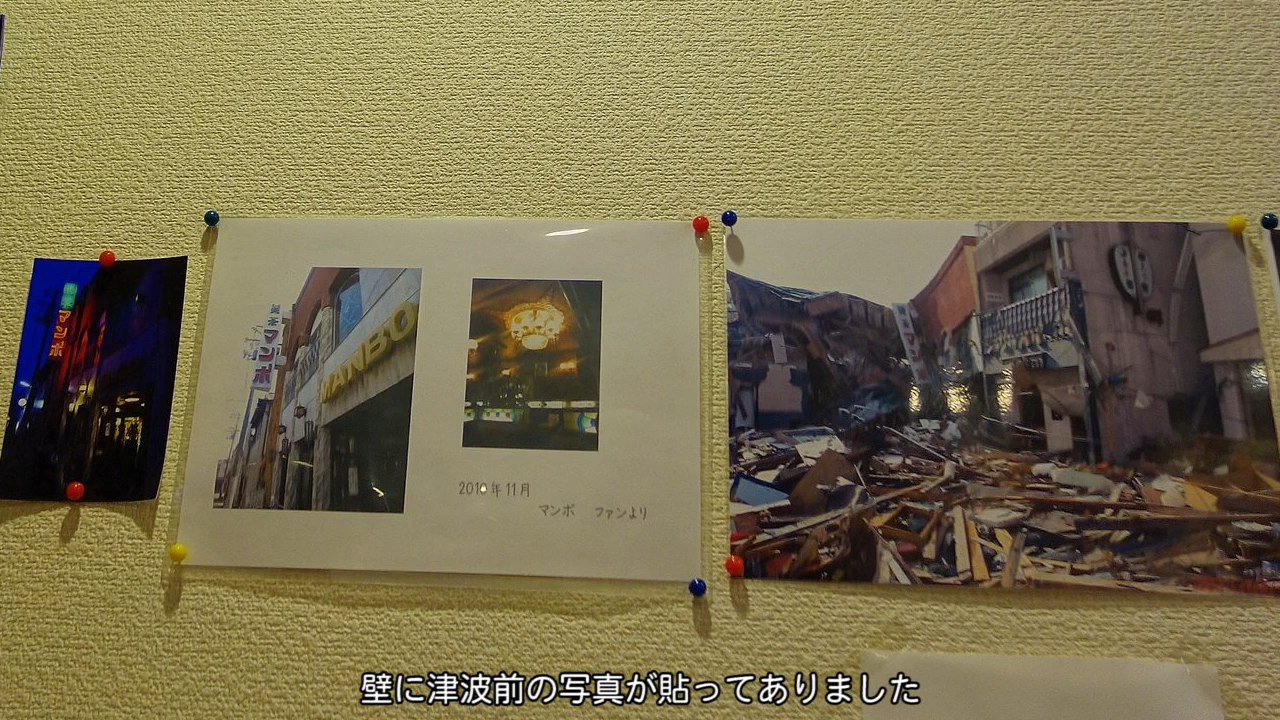 マンボ
喫茶マンボ
MANBO
2010年11月
マンボ ファンより
壁に津波前の写真が貼ってありました